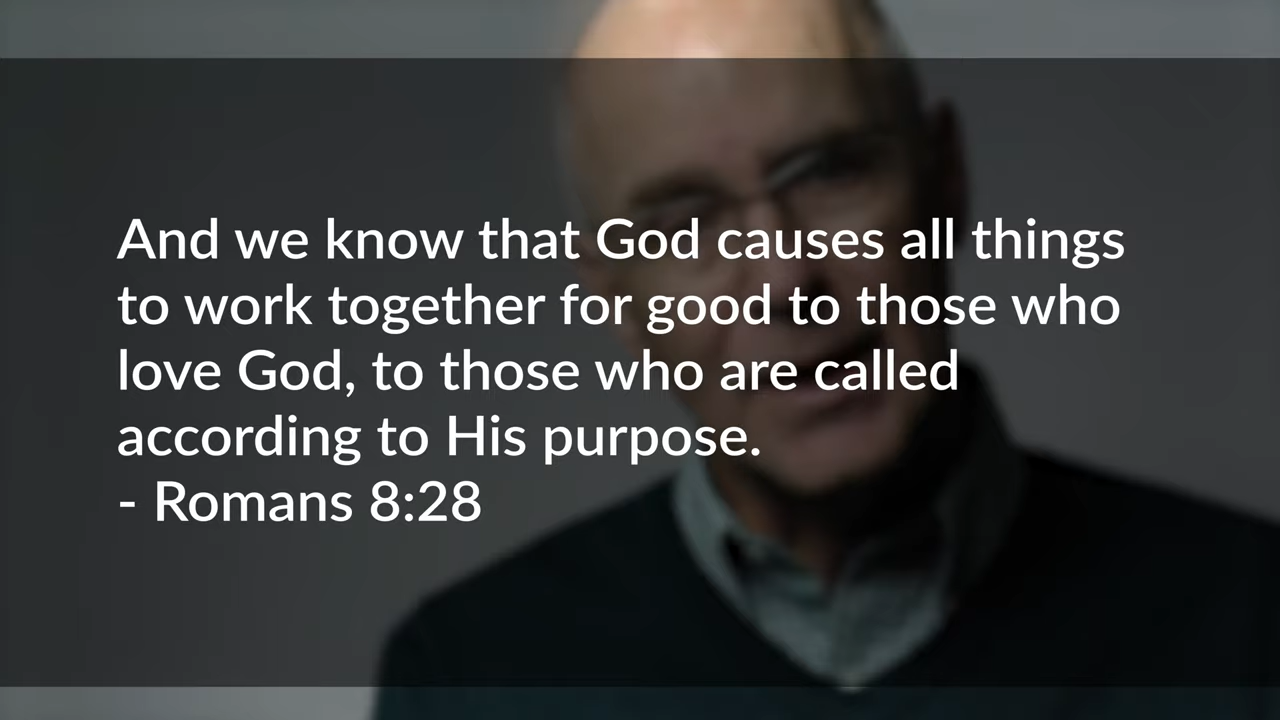 And we know that God causes all things
to work together for good to those who
love God, to those who are called
according to His purpose.
- Romans 8:28